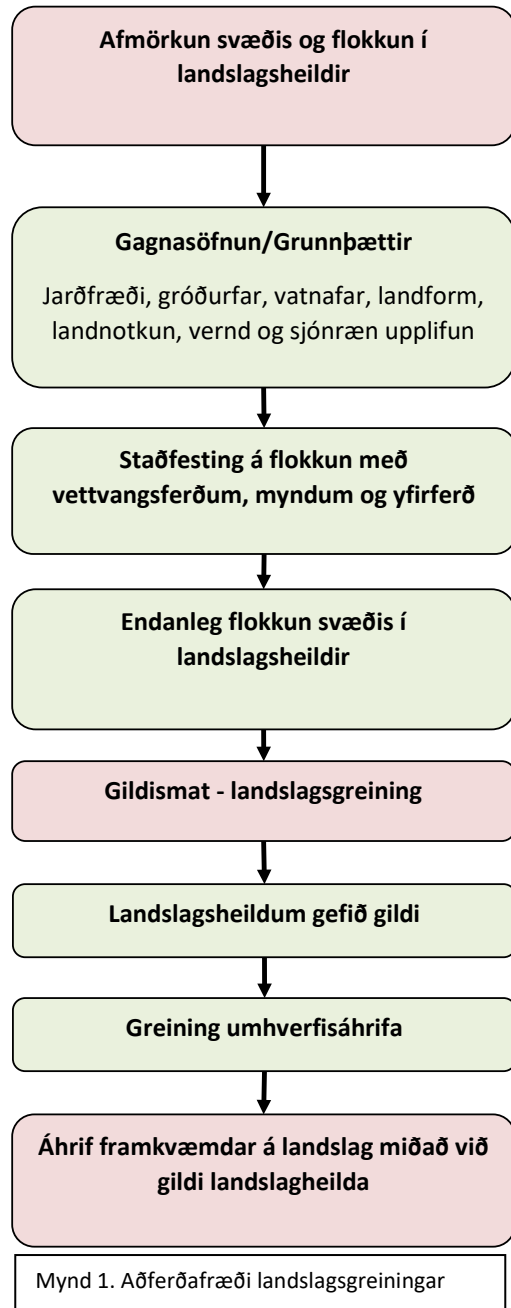 Afmörkun svæðis og flokkun í
landslagsheildir
Gagnasöfnun/Grunnþættir
Jarðfræði, gróðurfar, vatnafar, landform,
landnotkun, vernd og sjónræn upplifun
Staðfesting á flokkun með
vettvangsferðum, myndum og yfirferð
Endanleg flokkun svæðis í
landslagsheildir
Gildismat - landslagsgreining
Landslagsheildum gefið gildi
Greining umhverfisáhrifa
Áhrif framkvæmdar á landslag miðað við
gildi landslagheilda
Mynd 1. Aðferðafræði landslagsgreiningar